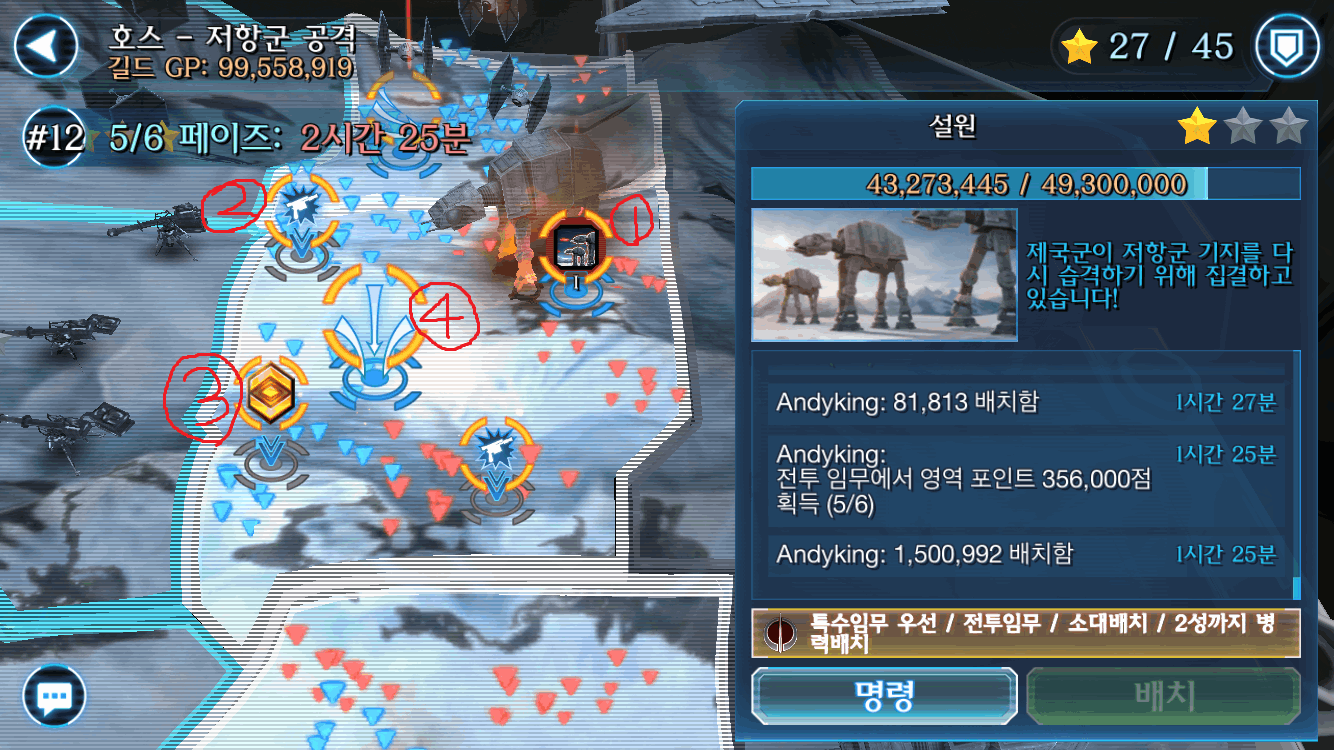 호스 - 저항군 공격
길드 GP: 99,558,919
27 / 45
#12
5/6 페이즈: 2시간 25분
설원
43,273,445 / 49,300,000
제국군이 저항군 기지를 다
시 습격하기 위해 집결하고
있습니다!
②
①
④
③
Andyking: 81,813 배치함
1시간 27분
Andyking:
1시간 25분
전투 임무에서 영역 포인트 356,000점
획득 (5/6)
Andyking: 1,500,992 배치함
1시간 25분
특수임무 우선 / 전투임무 / 소대배치 / 2성까지 병
력배치
명령
배치